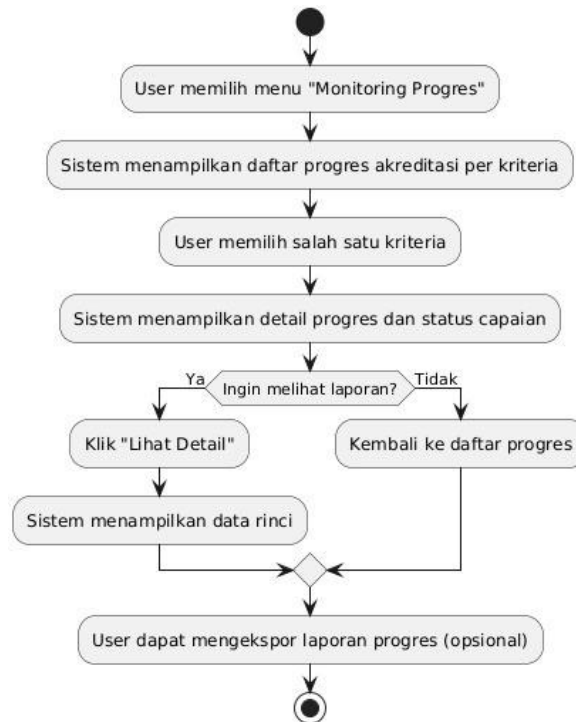 User memilih menu "Monitoring Progres"
Sistem menampilkan daftar progres akreditasi per kriteria
User memilih salah satu kriteria
Sistem menampilkan detail progres dan status capaian
Ya
Ingin melihat laporan?
Tidak
Klik "Lihat Detail"
Kembali ke daftar progres
Sistem menampilkan data rinci
User dapat mengekspor laporan progres (opsional)